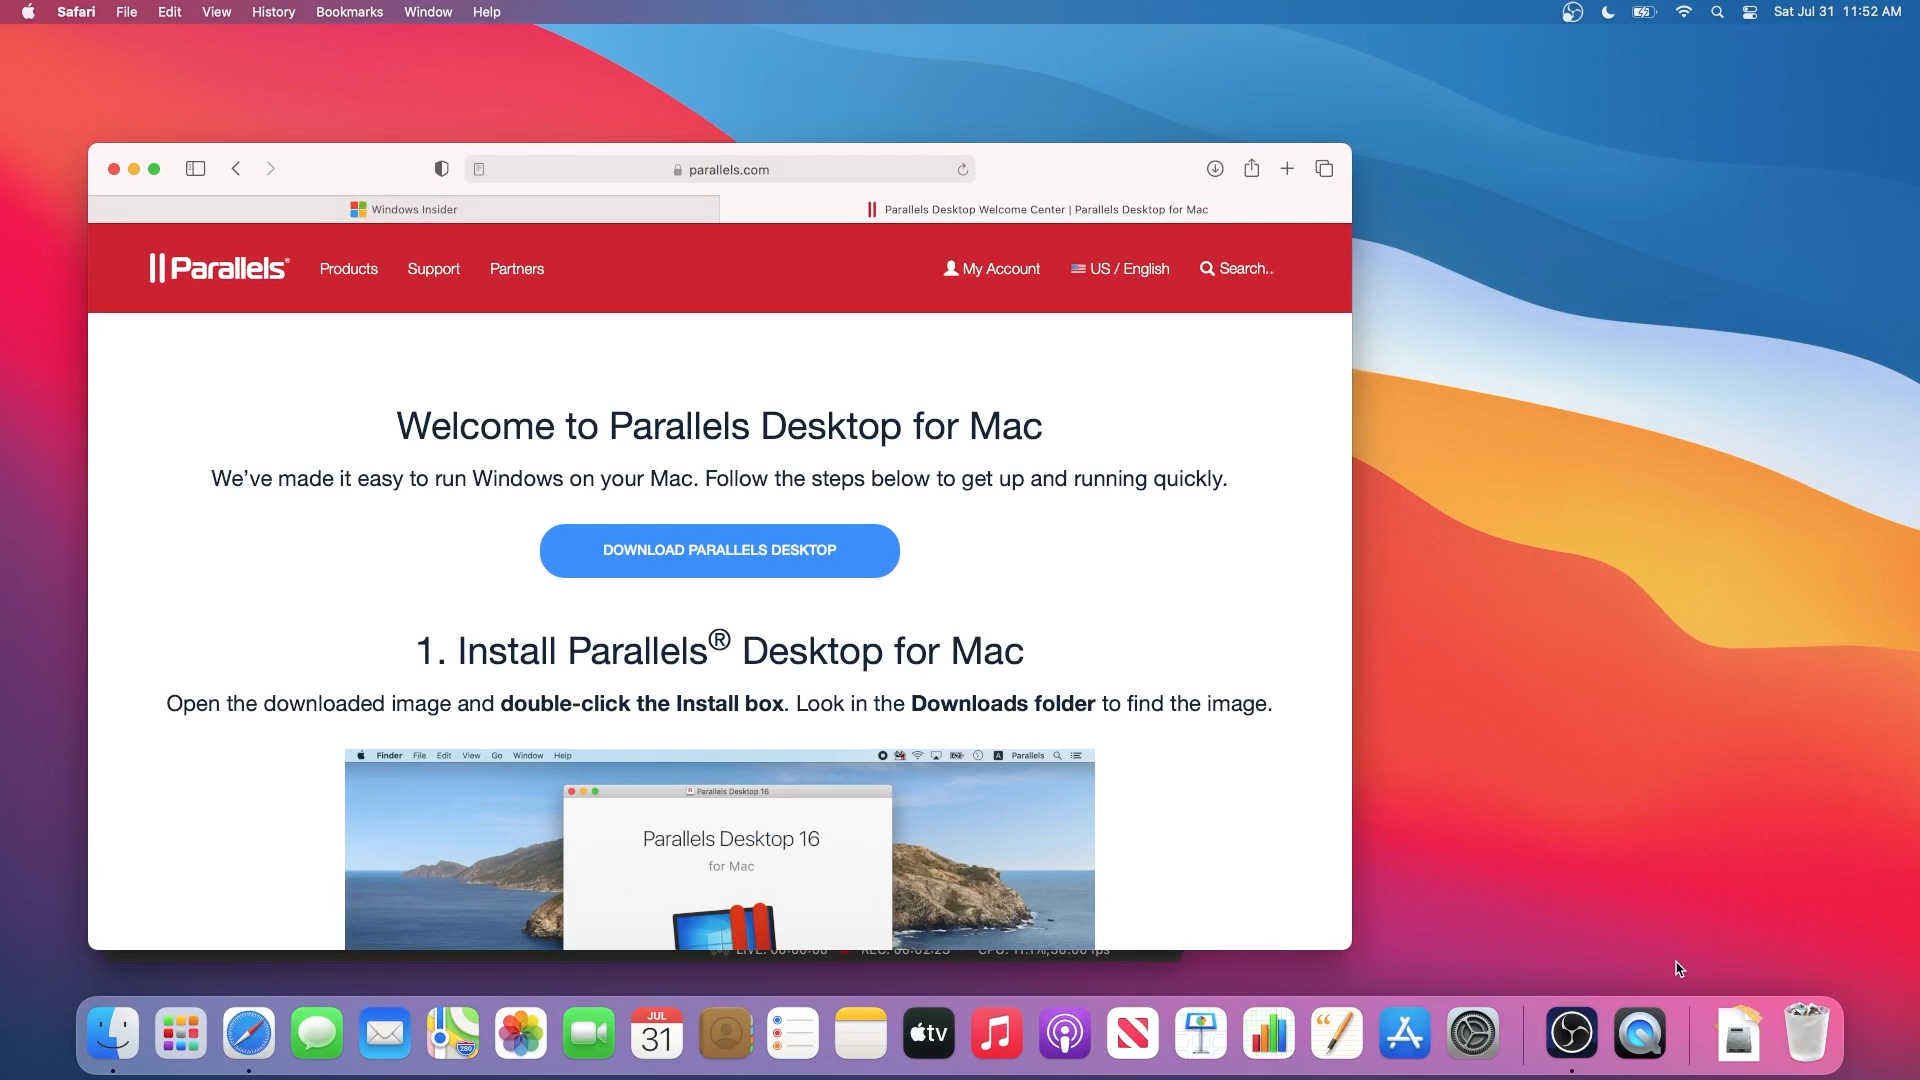 Safari File Edit View History Bookmarks Window Help
Sat Jul 31 11:52 AM
parallels.com
Windows Insider
Parallels Desktop Welcome Center | Parallels Desktop for Mac
Parallels® Products Support Partners
My Account US / English Search...
Welcome to Parallels Desktop for Mac
We’ve made it easy to run Windows on your Mac. Follow the steps below to get up and running quickly.
DOWNLOAD PARALLELS DESKTOP
1. Install Parallels® Desktop for Mac
Open the downloaded image and double-click the Install box. Look in the Downloads folder to find the image.
Finder File Edit View Go Window Help
A Parallels
Parallels Desktop 16
Parallels Desktop 16
for Mac
280
JUL
31
tv